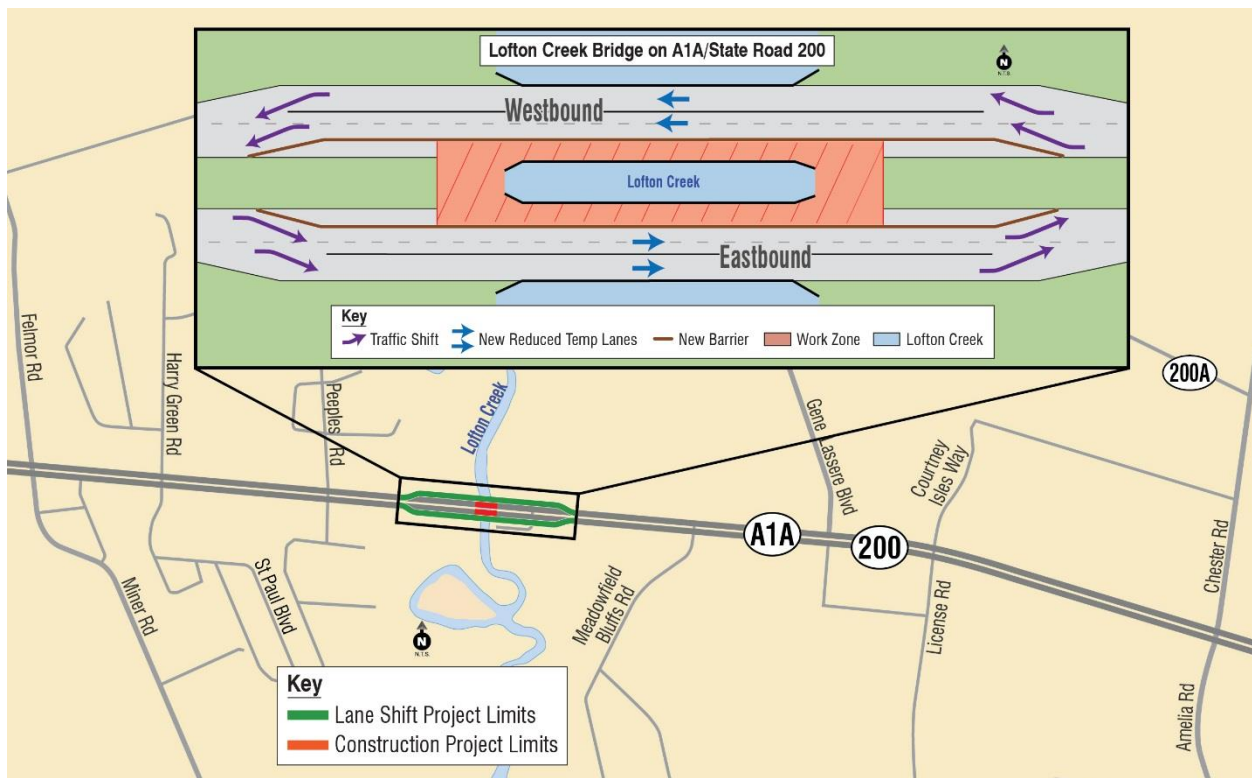 Lofton Creek Bridge on A1A/State Road 200
N
N.T.S.
Westbound
Lofton Creek
Eastbound
Key
Traffic Shift
New Reduced Temp Lanes
New Barrier
Work Zone
Lofton Creek
200A
Felmor Rd
Harry Green Rd
Peeples Rd
Lofton Creek
Gene Lassere Blvd
Courtney
Isles Way
Chester Rd
A1A
200
Miner Rd
St Paul Blvd
N
N.T.S.
Meadowfield
Bluffs Rd
License Rd
Amelia Rd
Key
Lane Shift Project Limits
Construction Project Limits